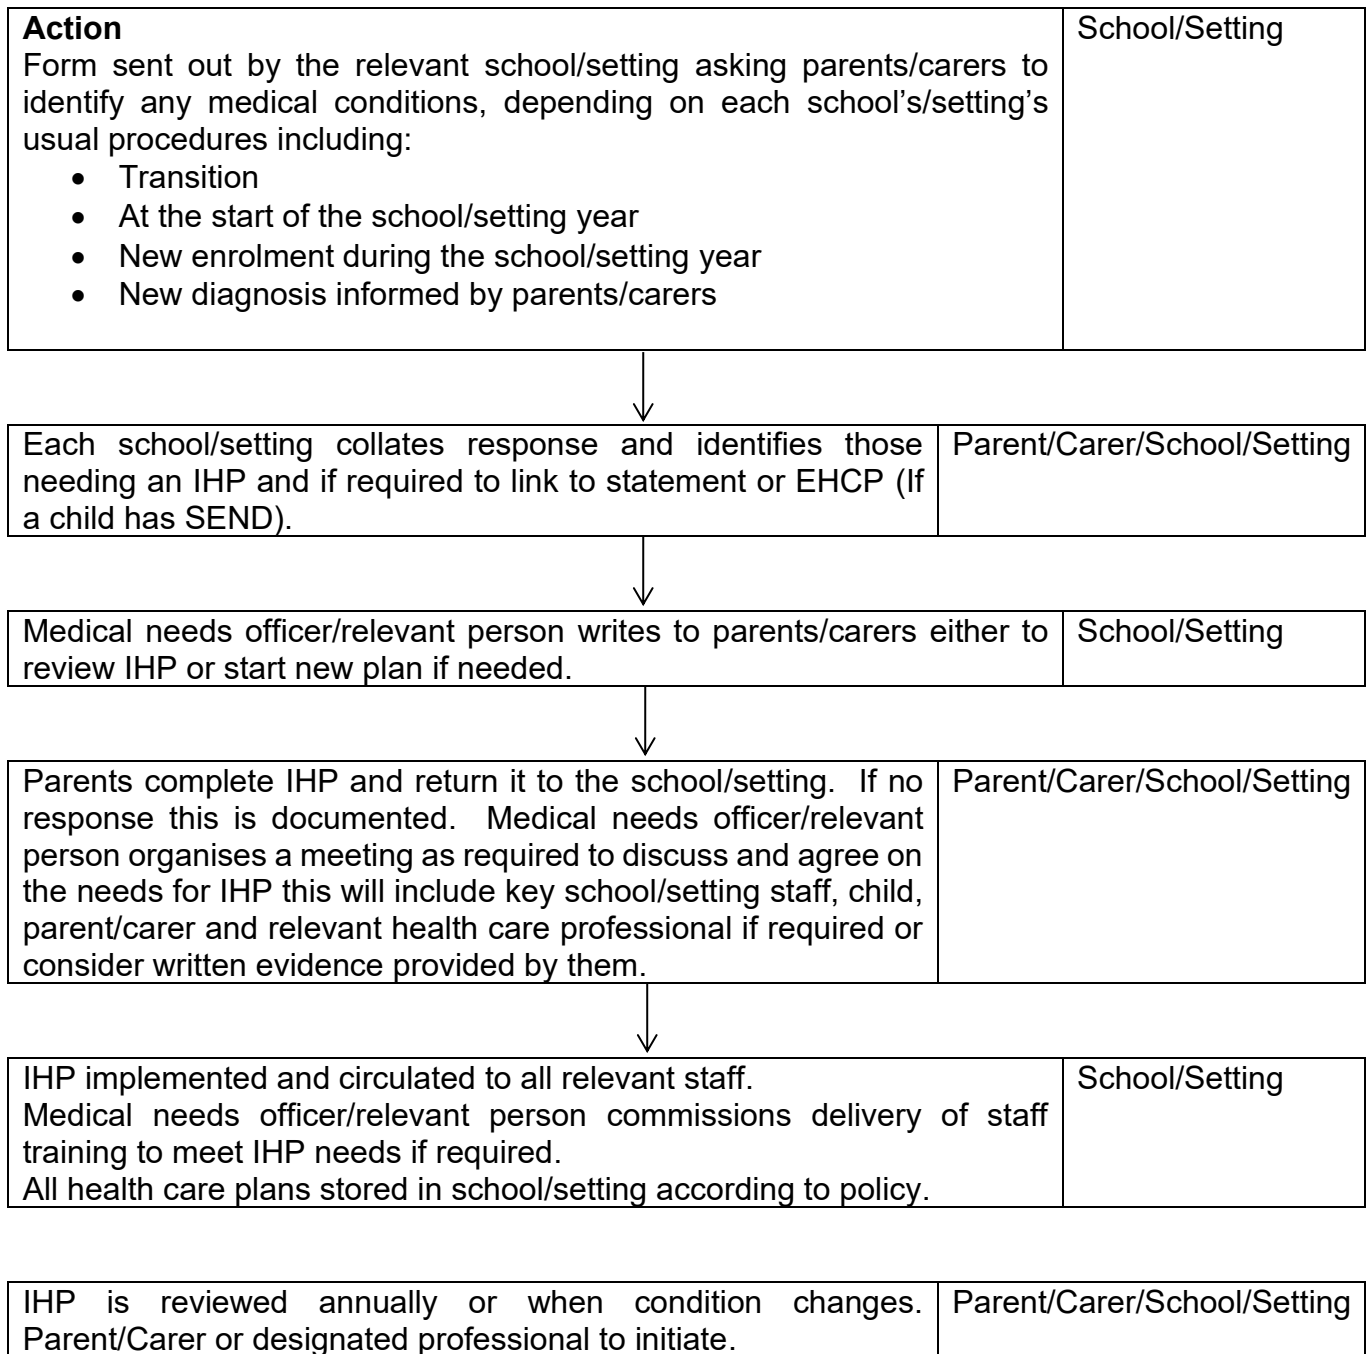 Action
School/Setting
Form sent out by the relevant school/setting asking parents/carers to
identify any medical conditions, depending on each school's/setting's
usual procedures including:
• Transition
• At the start of the school/setting year
• New enrolment during the school/setting year
• New diagnosis informed by parents/carers
Each school/setting collates response and identifies those
needing an IHP and if required to link to statement or EHCP (If
a child has SEND).
Parent/Carer/School/Setting
Medical needs officer/relevant person writes to parents/carers either to
review IHP or start new plan if needed.
School/Setting
Parents complete IHP and return it to the school/setting. If no
response this is documented. Medical needs officer/relevant
person organises a meeting as required to discuss and agree on
the needs for IHP this will include key school/setting staff, child,
parent/carer and relevant health care professional if required or
consider written evidence provided by them.
Parent/Carer/School/Setting
IHP implemented and circulated to all relevant staff.
Medical needs officer/relevant person commissions delivery of staff
training to meet IHP needs if required.
All health care plans stored in school/setting according to policy.
School/Setting
IHP is reviewed annually or when condition changes.
Parent/Carer or designated professional to initiate.
Parent/Carer/School/Setting